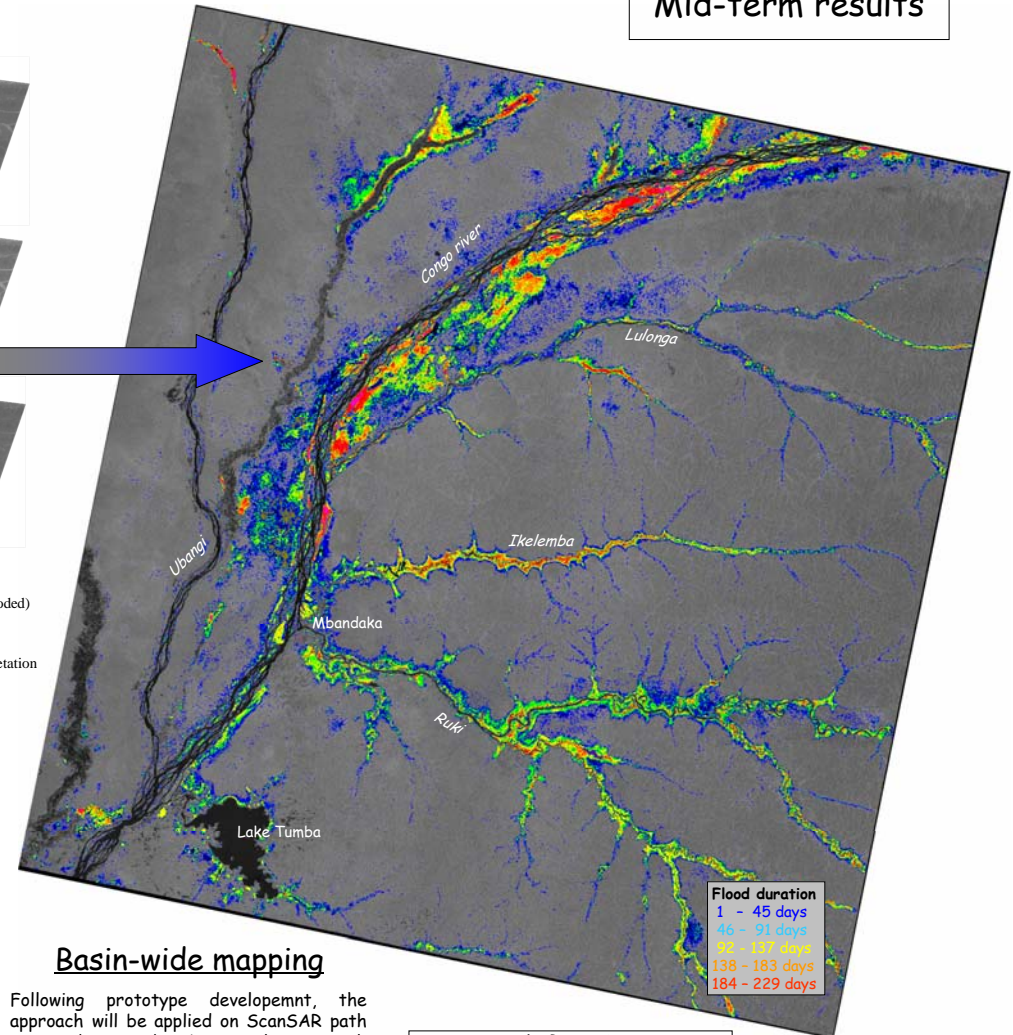 Mid-term results
Congo river
Lulonga
Ikelemba
Ubangi
Mbandaka
Ruki
Lake Tumba
oded)
etation
Flood duration
1 - 45 days
46 - 91 days
92 - 137 days
138 - 183 days
184 - 229 days
Basin-wide mapping
Following prototype developemnt, the
approach will be applied on ScanSAR path